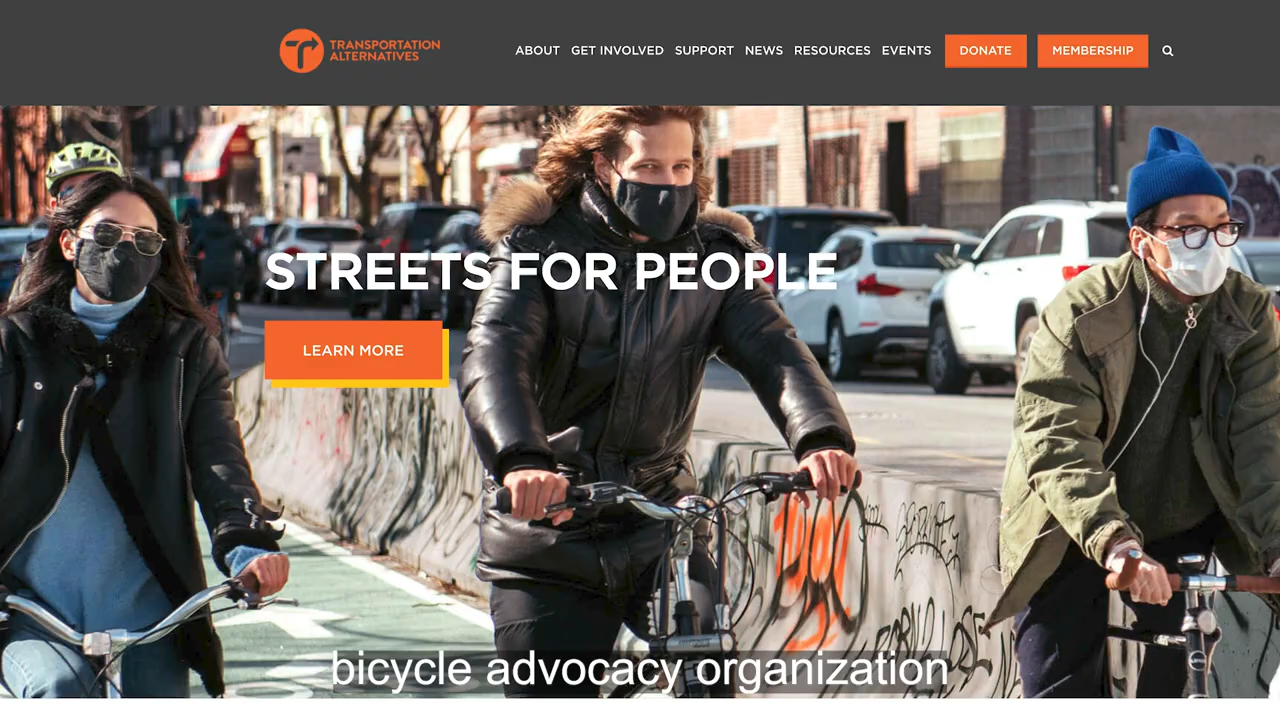 TRANSPORTATION
ALTERNATIVES
ABOUT GET INVOLVED SUPPORT NEWS RESOURCES EVENTS DONATE MEMBERSHIP
STREETS FOR PEOPLE
LEARN MORE
bicycle advocacy organization